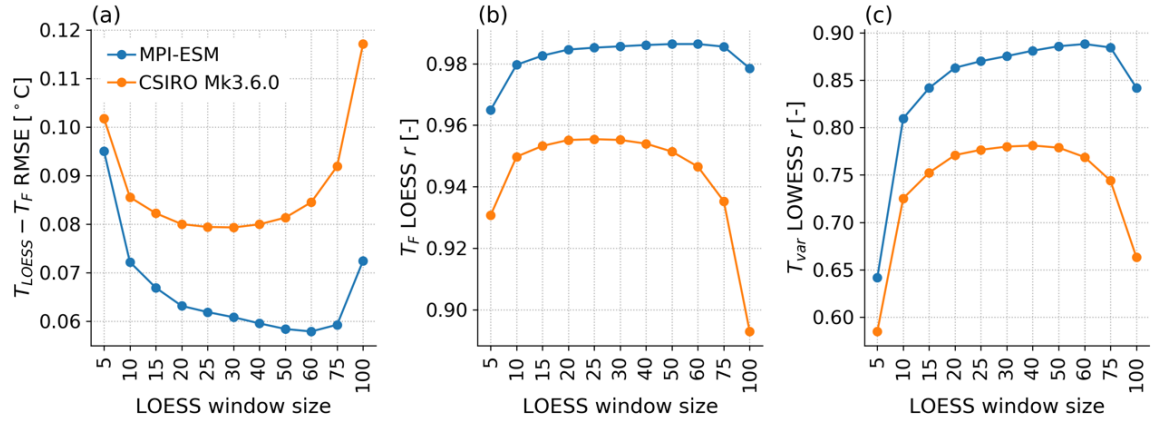 (a)
T_LOESS − T_F RMSE [°C]
0.12
0.11
0.10
0.09
0.08
0.07
0.06
MPI-ESM
CSIRO Mk3.6.0
5 10 15 20 25 30 40 50 60 75 100
LOESS window size
(b)
T_F LOESS r [-]
0.98
0.96
0.94
0.92
0.90
5 10 15 20 25 30 40 50 60 75 100
LOESS window size
(c)
T_var LOWESS r [-]
0.90
0.85
0.80
0.75
0.70
0.65
0.60
5 10 15 20 25 30 40 50 60 75 100
LOESS window size